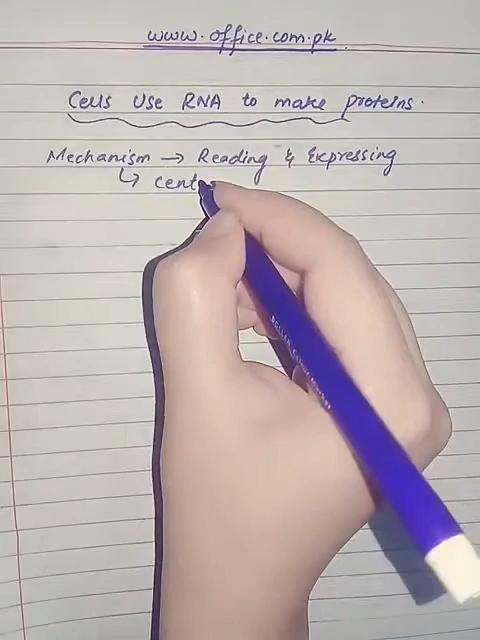 www.office.com.pk
Cells Use RNA to make proteins.
Mechanism → Reading & Expressing
↳ cent